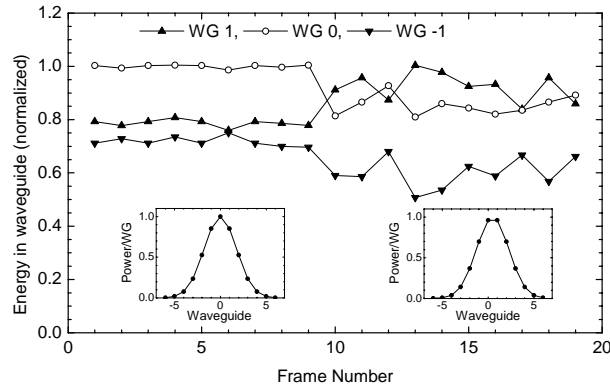 1.2
WG 1, WG 0, WG -1
1.0
0.8
0.6
0.4
0.2
0.0
Energy in waveguide (normalized)
1.0
0.5
0.0
Power/WG
-5 0 5
Waveguide
1.0
0.5
0.0
Power/WG
-5 0 5
Waveguide
0 5 10 15 20
Frame Number